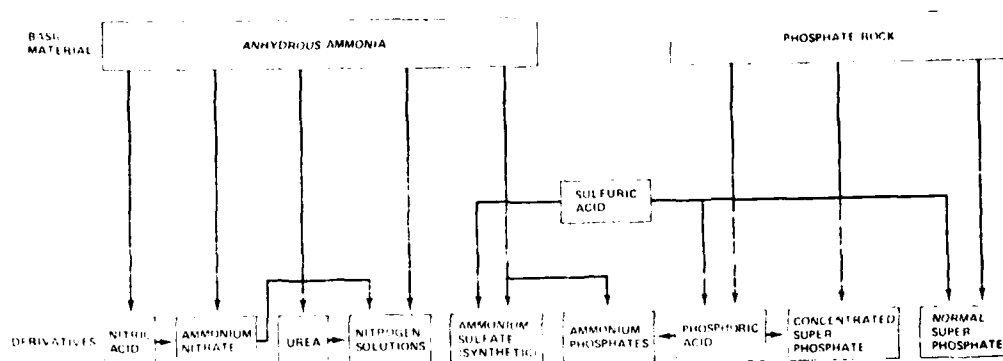 BASIC
MATERIAL
ANHYDROUS AMMONIA
PHOSPHATE ROCK
SULFURIC
ACID
DERIVATIVES
NITRIC
ACID
AMMONIUM
NITRATE
UREA
NITROGEN
SOLUTIONS
AMMONIUM
SULFATE
(SYNTHETIC)
AMMONIUM
PHOSPHATES
PHOSPHORIC
ACID
CONCENTRATED
SUPER
PHOSPHATE
NORMAL
SUPER
PHOSPHATE